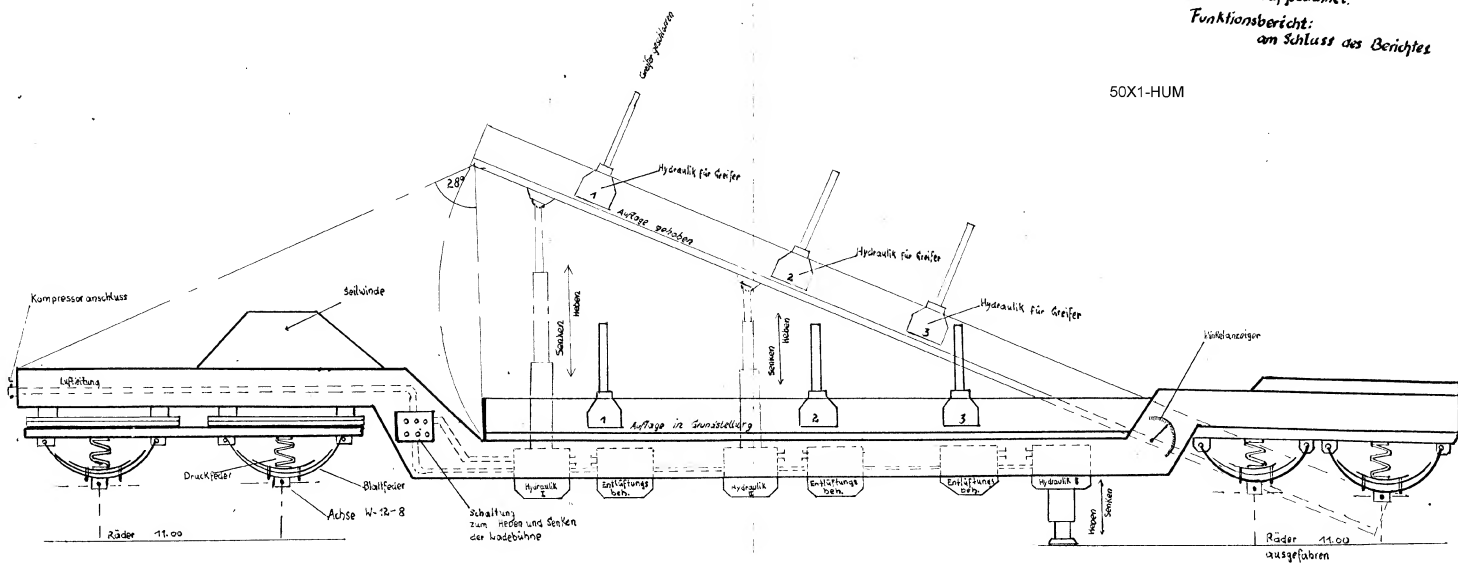 Funktionsbericht:
am Schluss des Berichtes
50X1-HUM
Greifer geschlossen
Hydraulik für Greifer
28°
1
Auflage gehoben
2
Hydraulik für Greifer
3
Hydraulik für Greifer
Kompressoranschluss
Seilwinde
Senken
Heben
Senken
Heben
Winkelanzeiger
Luftleitung
1
2
3
Auflage in Grundstellung
Druckfeder
Blattfeder
Achse W-12-8
Räder 11.00
Schaltung
zum Heben und Senken
der Ladebühne
Hydraulik
I
Entlüftungs
beh.
Hydraulik
II
Entlüftungs
beh.
Entlüftungs
beh.
Hydraulik
Heben
Senken
Räder 11.00
ausgefahren